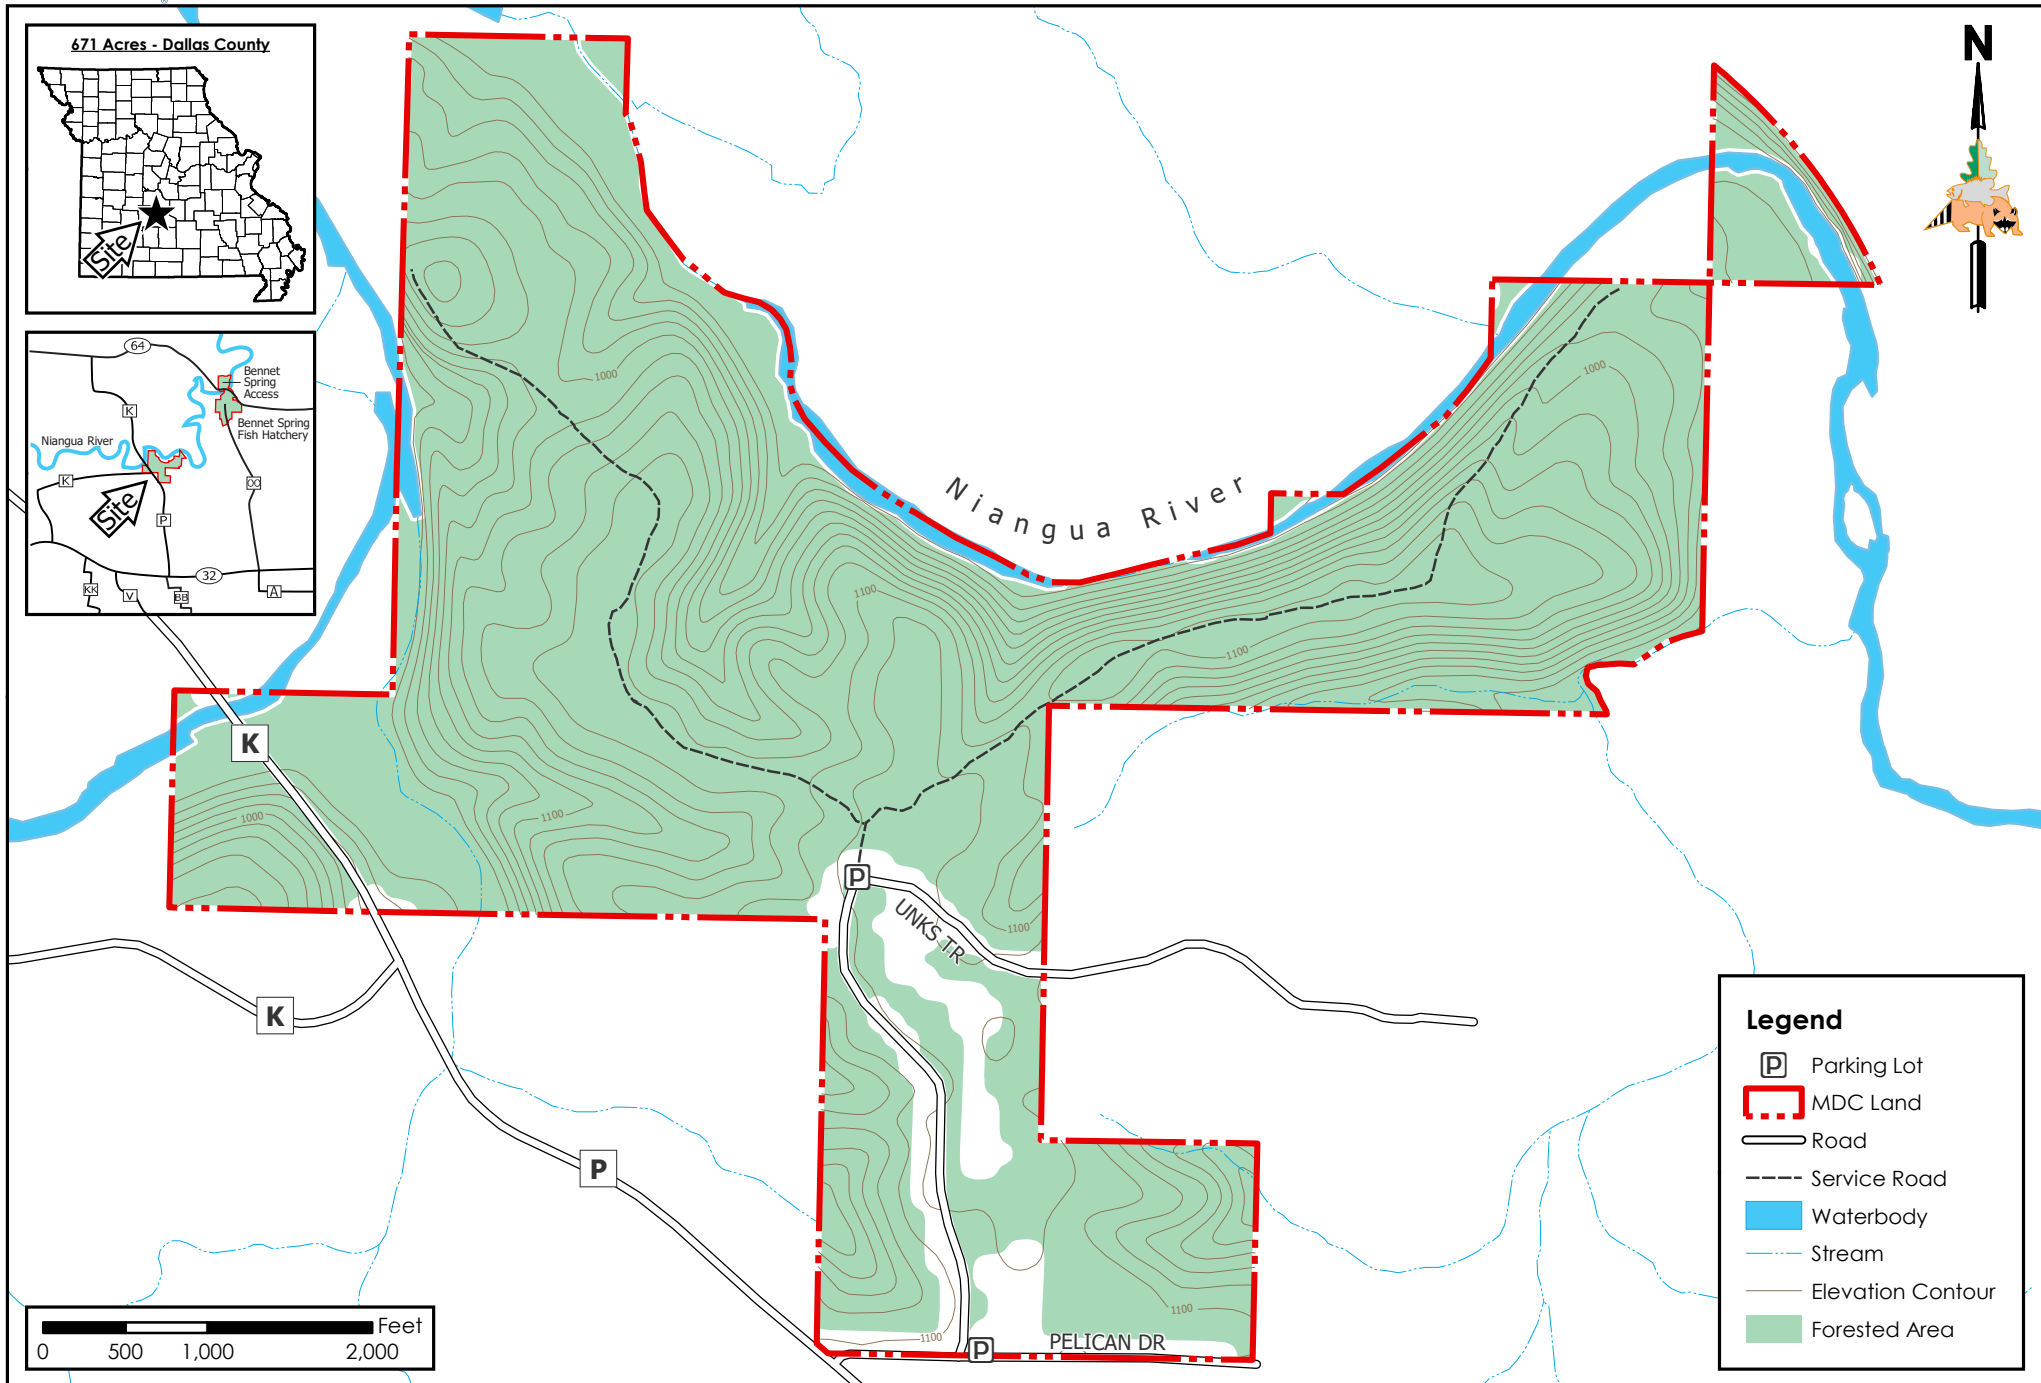 671 Acres - Dallas County
Site
N
64
Bennet
Spring
Access
K
Bennet Spring
Fish Hatchery
Niangua River
K
OO
Site
P
32
KK
V
BB
A
1000
1000
Niangua River
1100
1100
K
1000
1100
P
UNKS TR
1100
K
P
1100
1100
P
PELICAN DR
Legend
P Parking Lot
MDC Land
Road
Service Road
Waterbody
Stream
Elevation Contour
Forested Area
Feet
0 500 1,000 2,000